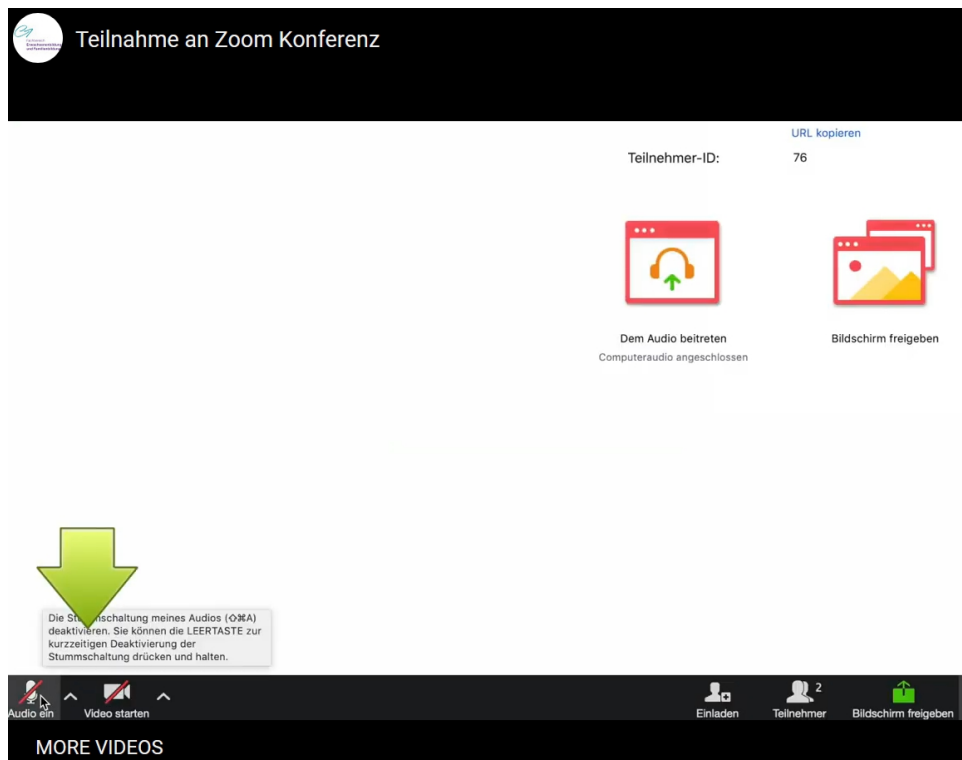 Teilnahme an Zoom Konferenz
URL kopieren
Teilnehmer-ID: 76
Dem Audio beitreten
Computeraudio angeschlossen
Bildschirm freigeben
Die Stummschaltung meines Audios (⇧⌘A)
deaktivieren. Sie können die LEERTASTE zur
kurzzeitigen Deaktivierung der
Stummschaltung drücken und halten.
Audio ein
Video starten
Einladen
2
Teilnehmer
Bildschirm freigeben
MORE VIDEOS